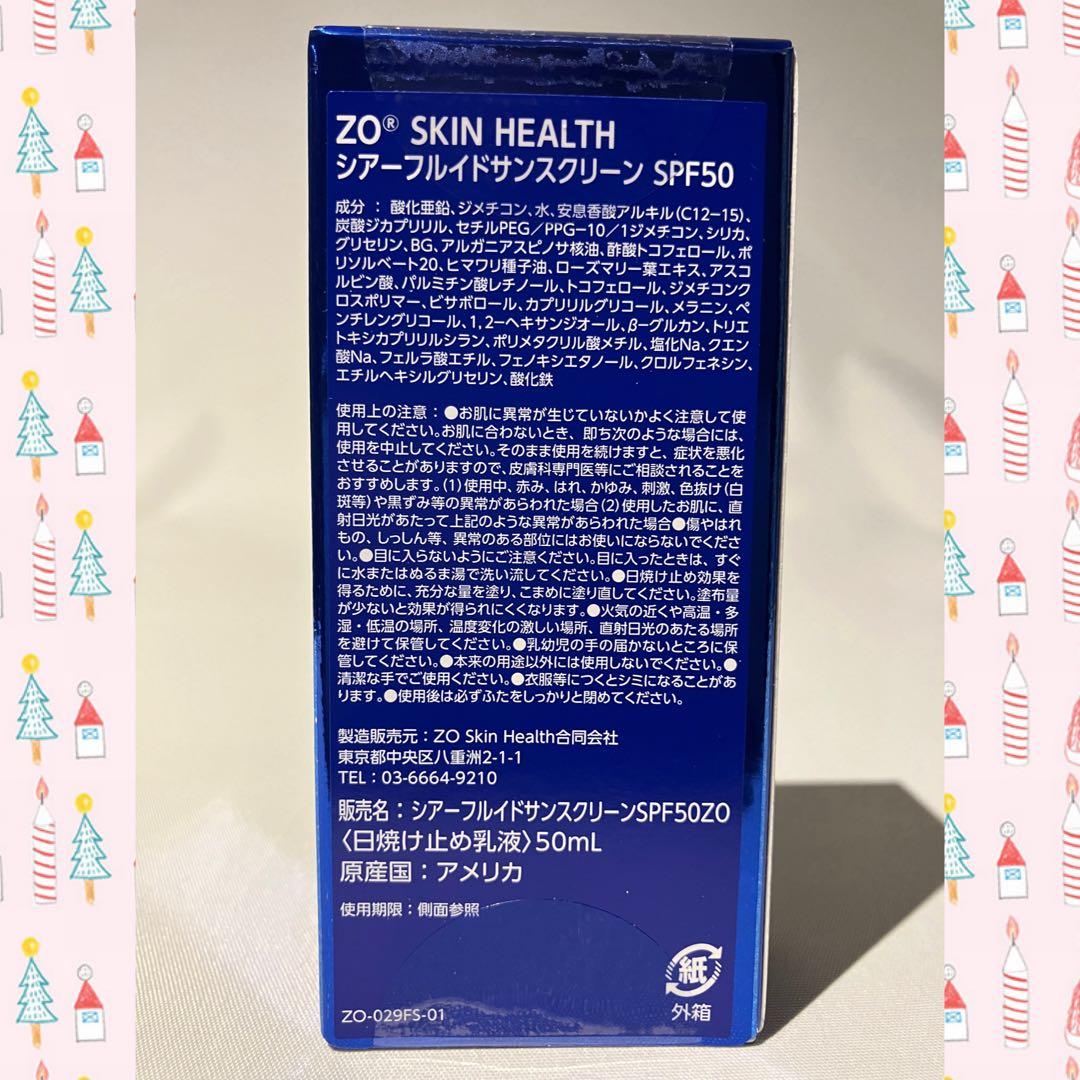 ZO® SKIN HEALTH
シアーフルイドサンスクリーン SPF50
成分：酸化亜鉛、ジメチコン、水、安息香酸アルキル(C12-15)、
炭酸ジカプリリル、セチルPEG／PPG-10／1ジメチコン、シリカ、
グリセリン、BG、アルガニアスピノサ核油、酢酸トコフェロール、ポ
リソルベート20、ヒマワリ種子油、ローズマリー葉エキス、アスコ
ルビン酸、パルミチン酸レチノール、トコフェロール、ジメチコンク
ロスポリマー、ビサボロール、カプリリルグリコール、メラニン、ペ
ンチレングリコール、1,2-ヘキサンジオール、β-グルカン、トリエ
トキシカプリリルシラン、ポリメタクリル酸メチル、塩化Na、クエン
酸Na、フェルラ酸エチル、フェノキシエタノール、クロルフェネシン、
エチルヘキシルグリセリン、酸化鉄
使用上の注意：●お肌に異常が生じていないかよく注意して使
用してください。お肌に合わないとき、即ち次のような場合には、
使用を中止してください。そのまま使用を続けますと、症状を悪化
させることがありますので、皮膚科専門医等にご相談されることを
おすすめします。(1)使用中、赤み、はれ、かゆみ、刺激、色抜け(白
斑等)や黒ずみ等の異常があらわれた場合(2)使用したお肌に、直
射日光があたって上記のような異常があらわれた場合●傷やはれ
もの、しっしん等、異常のある部位にはお使いにならないでくださ
い。●目に入らないようにご注意ください。目に入ったときは、すぐ
に水またはぬるま湯で洗い流してください。●日焼け止め効果を
得るために、充分な量を塗り、こまめに塗り直してください。塗布量
が少ないと効果が得られにくくなります。●火気の近くや高温・多
湿・低温の場所、温度変化の激しい場所、直射日光のあたる場所
を避けて保管してください。●乳幼児の手の届かないところに保
管してください。●本来の用途以外には使用しないでください。●
清潔な手でご使用ください。●衣服等につくとシミになることがあ
ります。●使用後は必ずふたをしっかりと閉めてください。
製造販売元：ZO Skin Health合同会社
東京都中央区八重洲2-1-1
TEL：03-6664-9210
販売名：シアーフルイドサンスクリーンSPF50ZO
〈日焼け止め乳液〉50mL
原産国：アメリカ
使用期限：側面参照
紙
外箱
ZO-029FS-01